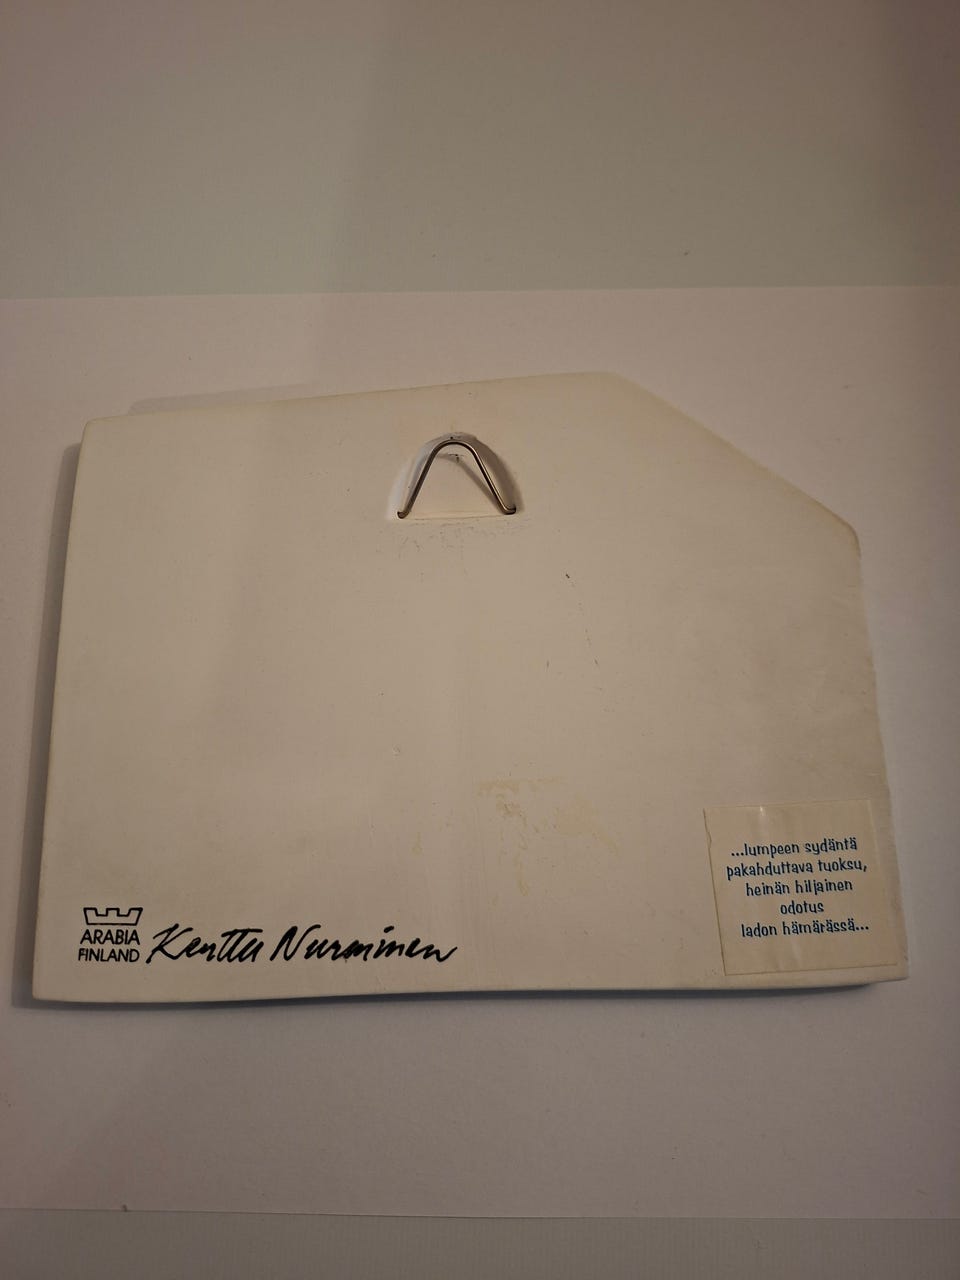 ARABIA
FINLAND
Kerttu Nurminen
...lumpeen sydäntä
pakahduttava tuoksu,
heinän hiljainen
odotus
ladon hämärässä...